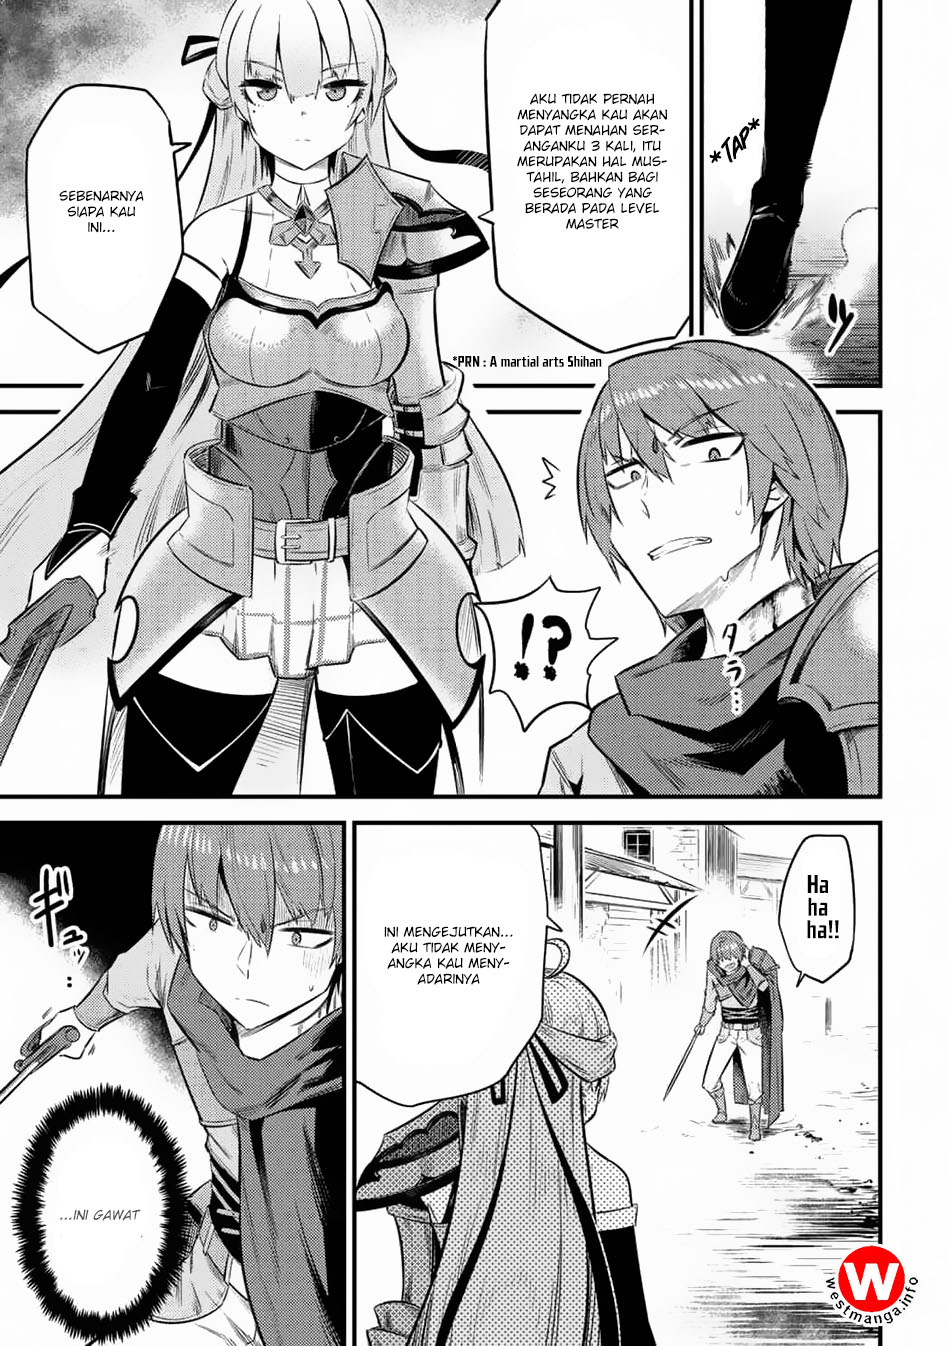 *TAP*
ッ
AKU TIDAK PERNAH
MENYANGKA KAU AKAN
DAPAT MENAHAN SER-
ANGANKU 3 KALI, ITU
MERUPAKAN HAL MUS-
TAHIL, BAHKAN BAGI
SESEORANG YANG
BERADA PADA LEVEL
MASTER
SEBENARNYA
SIAPA KAU
INI...
*PRN : A martial arts Shihan
!?
タラ...
Ha
ha
ha!!
INI MENGEJUTKAN...
AKU TIDAK MENY-
ANGKA KAU MENY-
ADARINYA
ギュッ
...INI GAWAT
W
westmanga.info